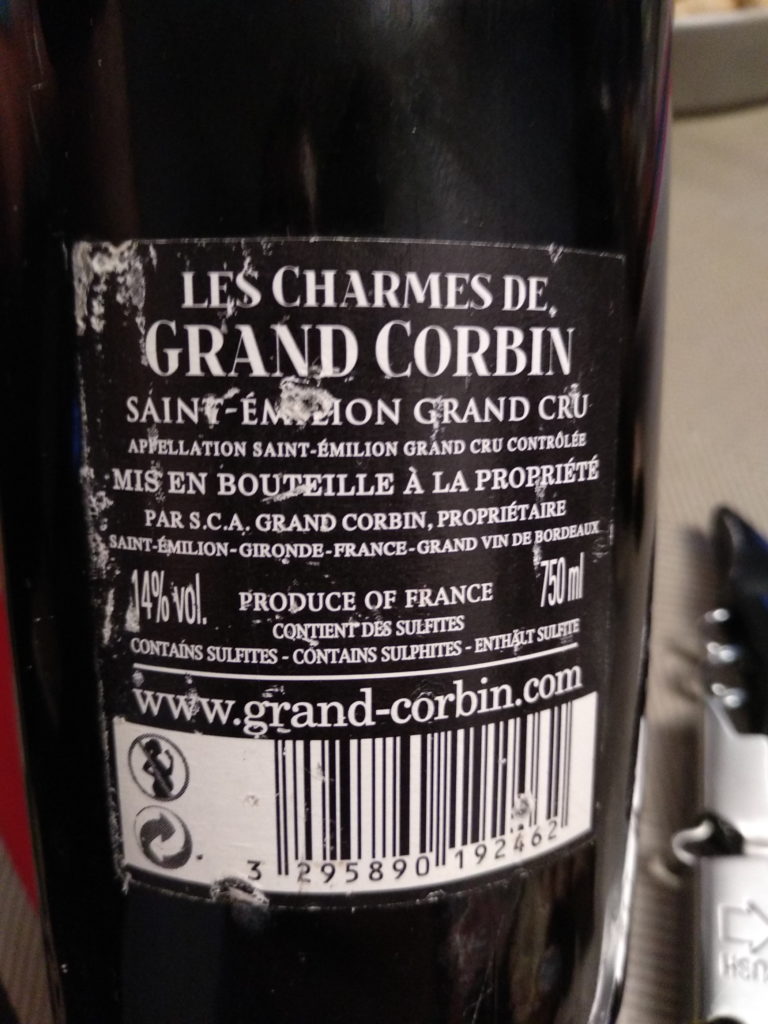 LES CHARMES DE
GRAND CORBIN
SAINT-ÉMILION GRAND CRU
APPELLATION SAINT-ÉMILION GRAND CRU CONTRÔLÉE
MIS EN BOUTEILLE À LA PROPRIÉTÉ
PAR S.C.A. GRAND CORBIN, PROPRIÉTAIRE
SAINT-ÉMILION-GIRONDE-FRANCE-GRAND VIN DE BORDEAUX
14% vol. PRODUCE OF FRANCE 750 ml
CONTIENT DES SULFITES
CONTAINS SULFITES - CONTAINS SULPHITES - ENTHÄLT SULFITE
www.grand-corbin.com
3 295890 192462